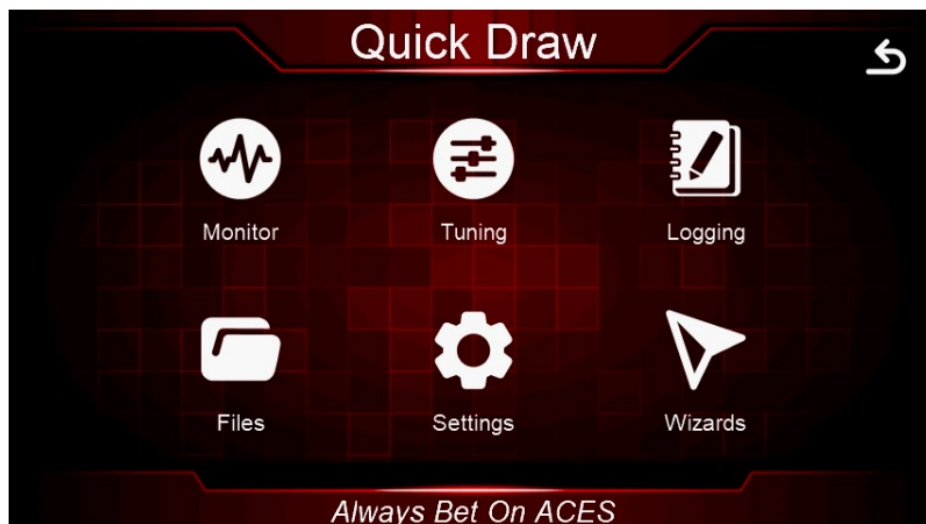 Quick Draw
Monitor Tuning Logging
Files Settings Wizards
Always Bet On ACES